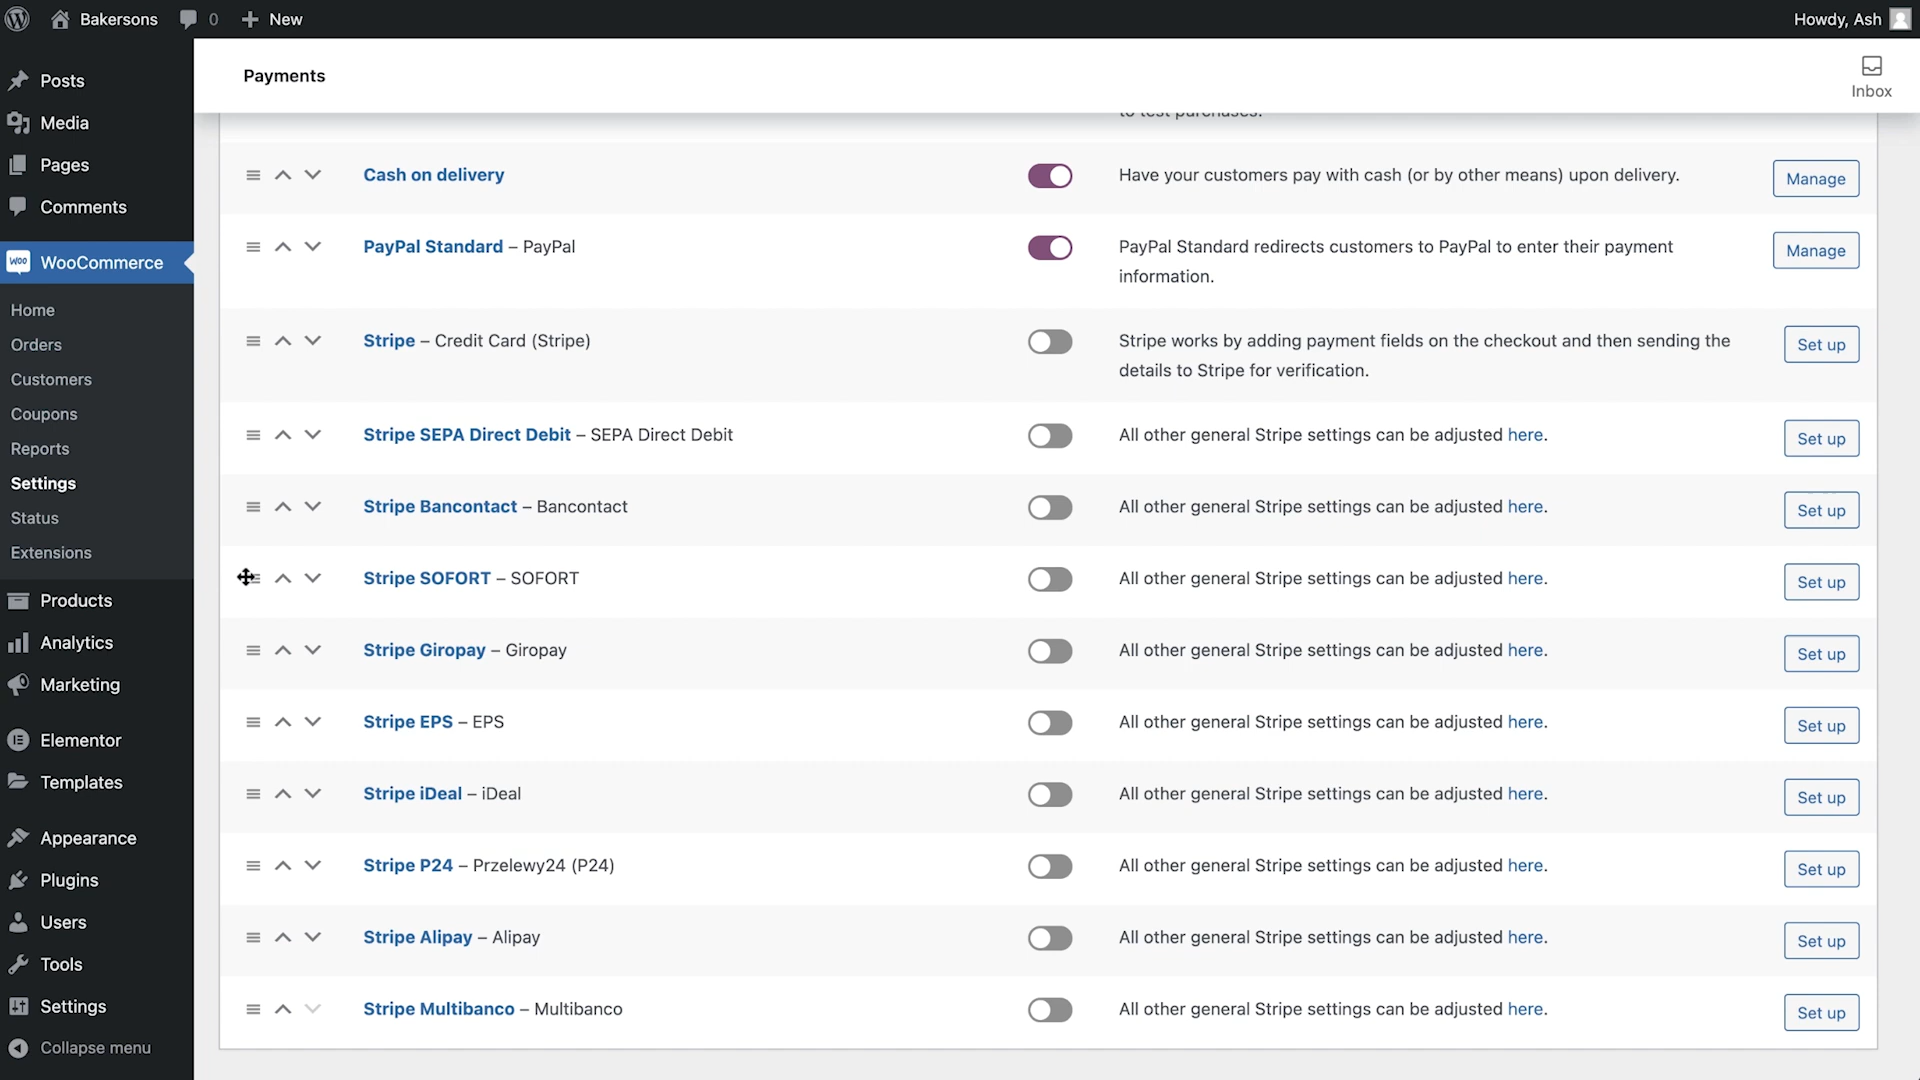 Bakersons
0
New
Howdy, Ash
Posts
Media
Pages
Comments
WooCommerce
Home
Orders
Customers
Coupons
Reports
Settings
Status
Extensions
Products
Analytics
Marketing
Elementor
Templates
Appearance
Plugins
Users
Tools
Settings
Collapse menu
Payments
Inbox
to test purchases.
Cash on delivery
Have your customers pay with cash (or by other means) upon delivery.
Manage
PayPal Standard – PayPal
PayPal Standard redirects customers to PayPal to enter their payment
information.
Manage
Stripe – Credit Card (Stripe)
Stripe works by adding payment fields on the checkout and then sending the
details to Stripe for verification.
Set up
Stripe SEPA Direct Debit – SEPA Direct Debit
All other general Stripe settings can be adjusted here.
Set up
Stripe Bancontact – Bancontact
All other general Stripe settings can be adjusted here.
Set up
Stripe SOFORT – SOFORT
All other general Stripe settings can be adjusted here.
Set up
Stripe Giropay – Giropay
All other general Stripe settings can be adjusted here.
Set up
Stripe EPS – EPS
All other general Stripe settings can be adjusted here.
Set up
Stripe iDeal – iDeal
All other general Stripe settings can be adjusted here.
Set up
Stripe P24 – Przelewy24 (P24)
All other general Stripe settings can be adjusted here.
Set up
Stripe Alipay – Alipay
All other general Stripe settings can be adjusted here.
Set up
Stripe Multibanco – Multibanco
All other general Stripe settings can be adjusted here.
Set up